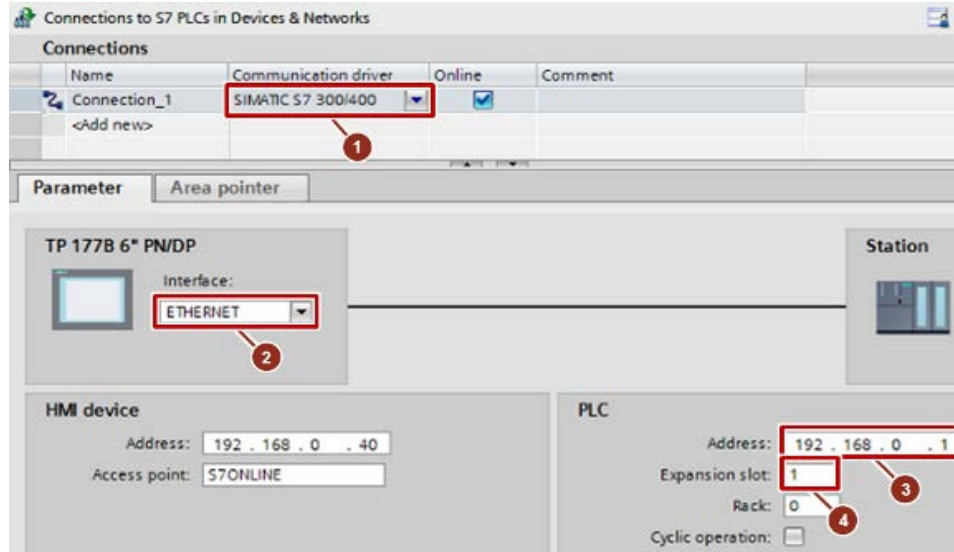 Connections to S7 PLCs in Devices & Networks
Connections
Name Communication driver Online Comment
Connection_1 SIMATIC S7 300/400
<Add new>
1
Parameter Area pointer
TP 177B 6" PN/DP Station
Interface:
ETHERNET
2
HMI device PLC
Address: 192 . 168 . 0 . 40 Address: 192 . 168 . 0 . 1
Access point: S7ONLINE Expansion slot: 1
3
Rack: 0
4
Cyclic operation: